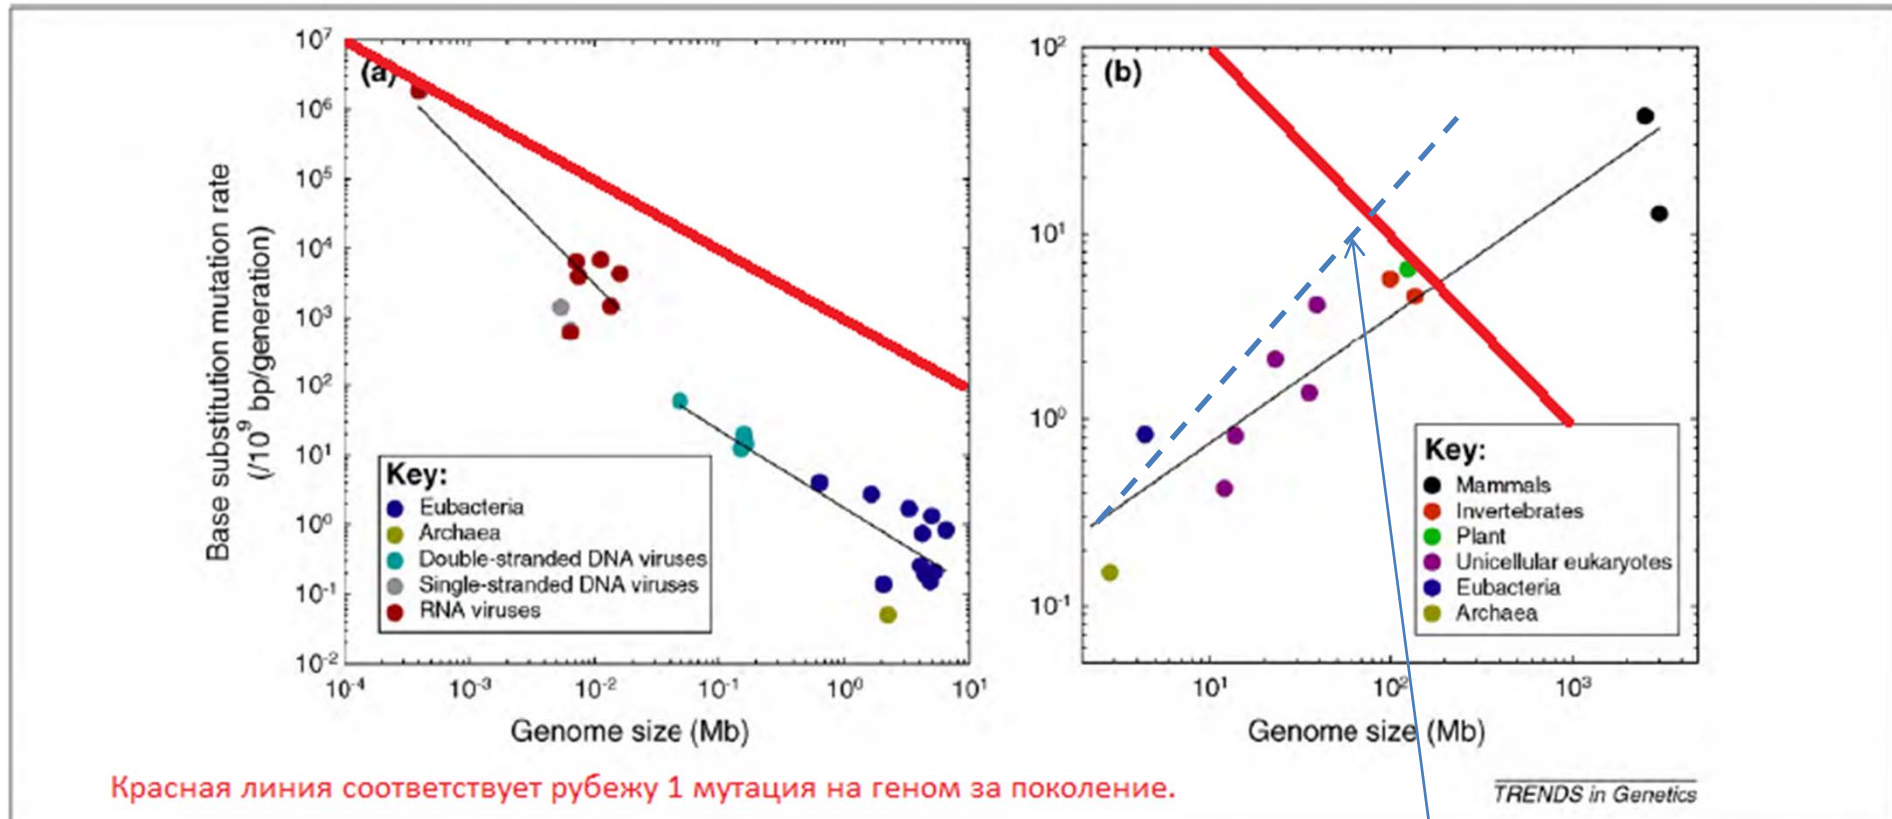 (a)
10⁷
10⁶
10⁵
10⁴
10³
10²
10¹
10⁰
10⁻¹
10⁻²
Base substitution mutation rate
(/10⁹ bp/generation)
Key:
Eubacteria
Archaea
Double-stranded DNA viruses
Single-stranded DNA viruses
RNA viruses
10⁻⁴ 10⁻³ 10⁻² 10⁻¹ 10⁰ 10¹
Genome size (Mb)
(b)
10²
10¹
10⁰
10⁻¹
Key:
Mammals
Invertebrates
Plant
Unicellular eukaryotes
Eubacteria
Archaea
10¹ 10² 10³
Genome size (Mb)
Красная линия соответствует рубежу 1 мутация на геном за поколение.
TRENDS in Genetics